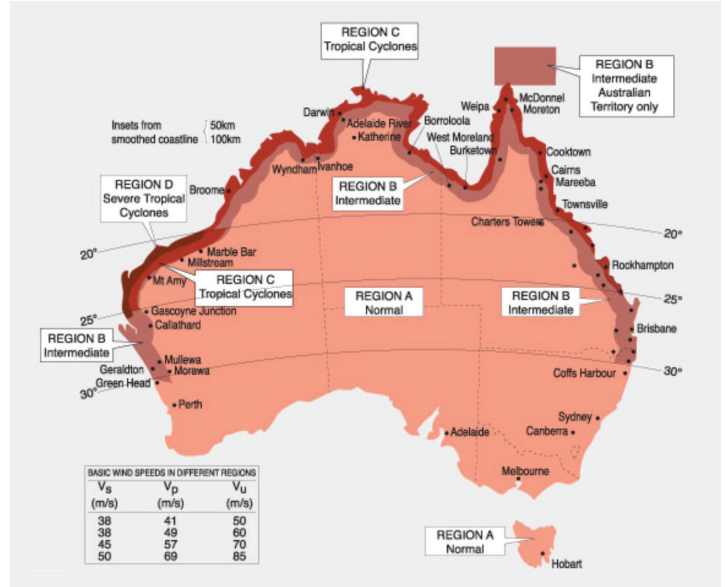 REGION C
Tropical Cyclones
REGION B
Intermediate
Australian
Territory only
Insets from
smoothed coastline
50km
100km
Darwin
Adelaide River
Katherine
Borroloola
Weipa
McDonnel
Moreton
West Moreland
Burketown
Cooktown
Cairns
Mareeba
Townsville
Wyndham
Ivanhoe
REGION B
Intermediate
REGION D
Severe Tropical
Cyclones
Broome
Charters Towers
20°
20°
Marble Bar
Millstream
Mt Amy
REGION C
Tropical Cyclones
REGION A
Normal
REGION B
Intermediate
Rockhampton
25°
25°
Gascoyne Junction
Callathard
REGION B
Intermediate
Brisbane
Mullewa
Geraldton
Morewa
Green Head
30°
30°
Coffs Harbour
Perth
Sydney
Adelaide
Canberra
Melbourne
BASIC WIND SPEEDS IN DIFFERENT REGIONS
Vs Vp Vu
(m/s) (m/s) (m/s)
38 41 50
38 49 60
45 57 70
50 69 85
REGION A
Normal
Hobart